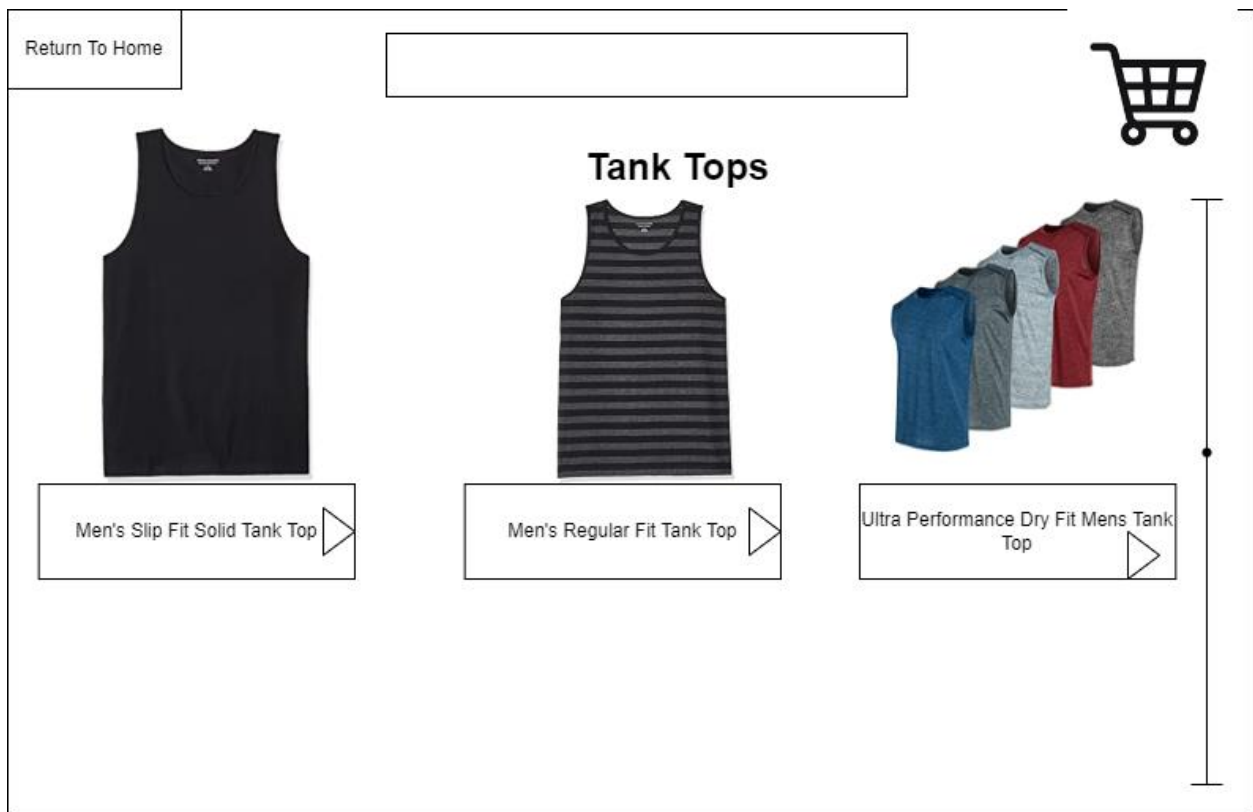 Return To Home
Tank Tops
Men's Slip Fit Solid Tank Top
Men's Regular Fit Tank Top
Ultra Performance Dry Fit Mens Tank
Top